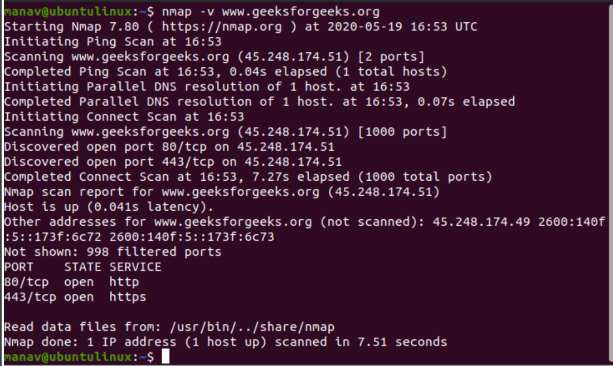 manav@ubuntulinux:~$ nmap -v www.geeksforgeeks.org
Starting Nmap 7.80 ( https://nmap.org ) at 2020-05-19 16:53 UTC
Initiating Ping Scan at 16:53
Scanning www.geeksforgeeks.org (45.248.174.51) [2 ports]
Completed Ping Scan at 16:53, 0.04s elapsed (1 total hosts)
Initiating Parallel DNS resolution of 1 host. at 16:53
Completed Parallel DNS resolution of 1 host. at 16:53, 0.07s elapsed
Initiating Connect Scan at 16:53
Scanning www.geeksforgeeks.org (45.248.174.51) [1000 ports]
Discovered open port 80/tcp on 45.248.174.51
Discovered open port 443/tcp on 45.248.174.51
Completed Connect Scan at 16:53, 7.27s elapsed (1000 total ports)
Nmap scan report for www.geeksforgeeks.org (45.248.174.51)
Host is up (0.041s latency).
Other addresses for www.geeksforgeeks.org (not scanned): 45.248.174.49 2600:140f
:5::173f:6c72 2600:140f:5::173f:6c73
Not shown: 998 filtered ports
PORT    STATE SERVICE
80/tcp  open  http
443/tcp open  https
Read data files from: /usr/bin/../share/nmap
Nmap done: 1 IP address (1 host up) scanned in 7.51 seconds
manav@ubuntulinux:~$